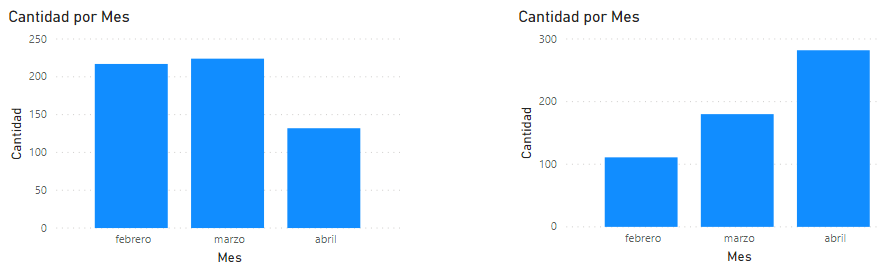 Cantidad por Mes
250
200
150
100
50
0
Cantidad
febrero marzo abril
Mes
Cantidad por Mes
300
200
100
0
Cantidad
febrero marzo abril
Mes